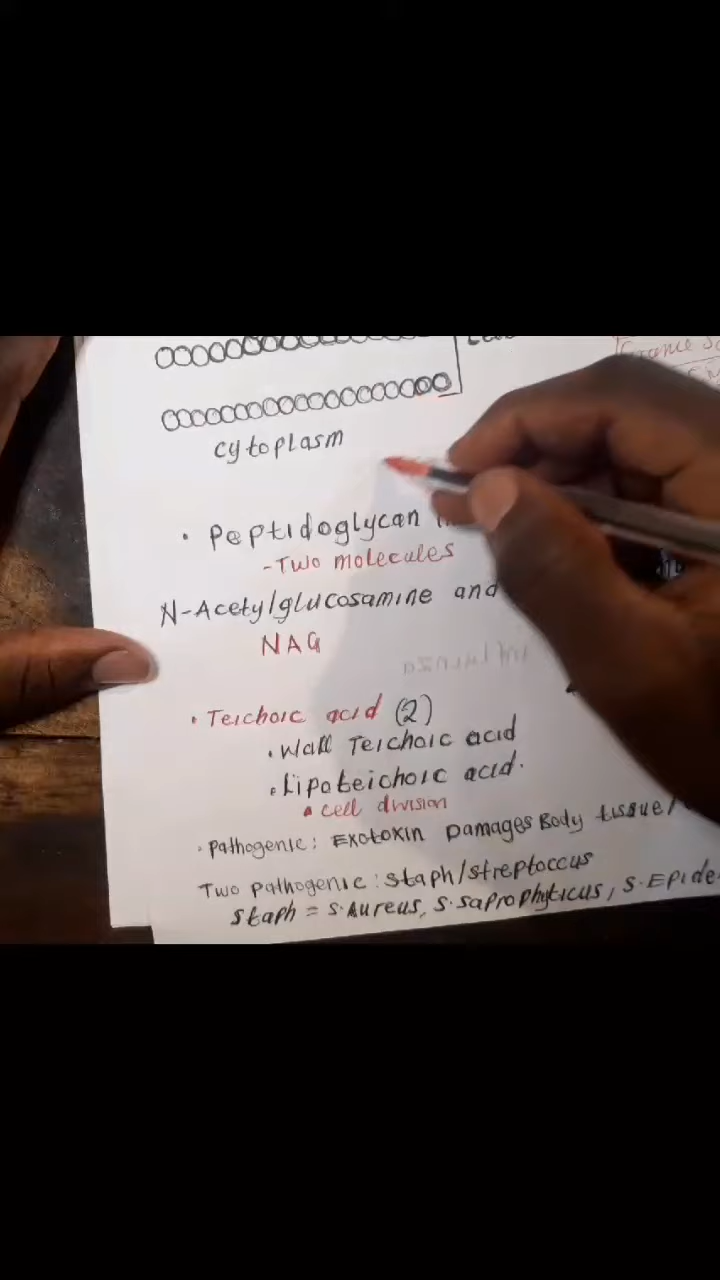 Cytoplasm
• Peptidoglycan
-Two molecules
N-Acetylglucosamine and
NAG
• Teichoic acid (2)
• Wall Teichoic acid
• Lipoteichoic acid.
• cell division
• Pathogenic: Exotoxin Damages Body tissue/
Two pathogenic: staph/streptoccus
staph = S.Aureus, S.saprophyticus, S.Epide